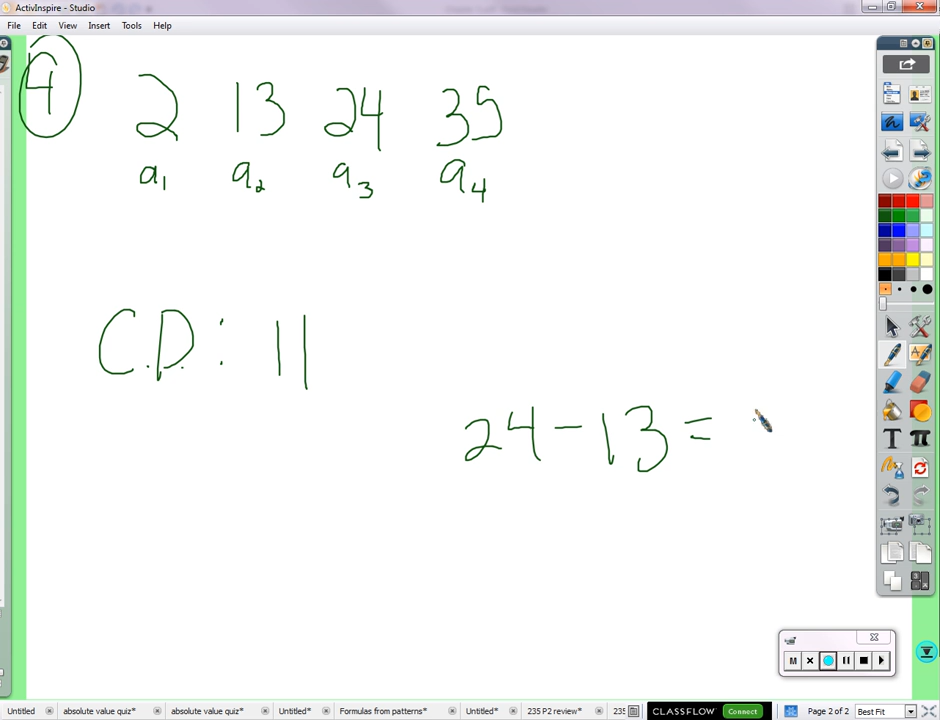 ActivInspire - Studio
File Edit View Insert Tools Help
4 2 13 24 35
a1 a2 a3 a4
C.D.: 11
24-13=
M
Untitled absolute value quiz* absolute value quiz* Untitled* Formulas from patterns* Untitled* 235 P2 review* 235 CLASSFLOW Connect Page 2 of 2 Best Fit